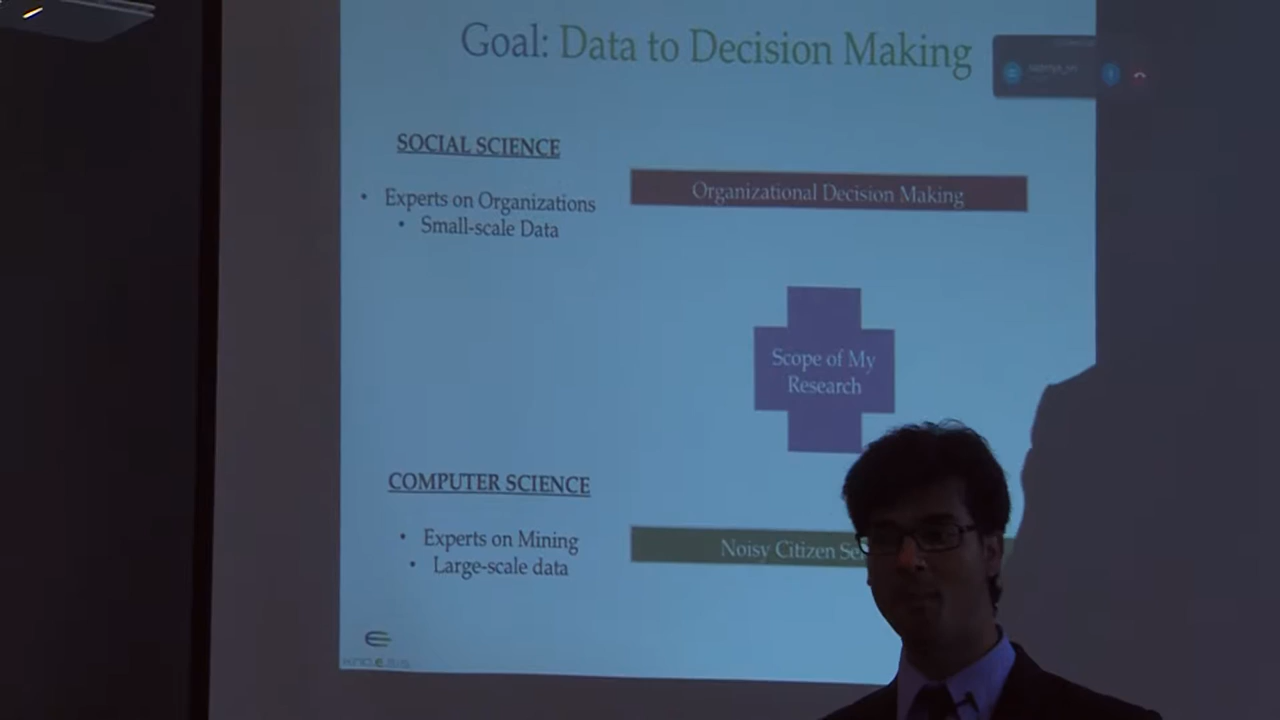 Goal: Data to Decision Making
SOCIAL SCIENCE
• Experts on Organizations
• Small-scale Data
Organizational Decision Making
Scope of My
Research
COMPUTER SCIENCE
• Experts on Mining
• Large-scale data
Noisy Citizen Se